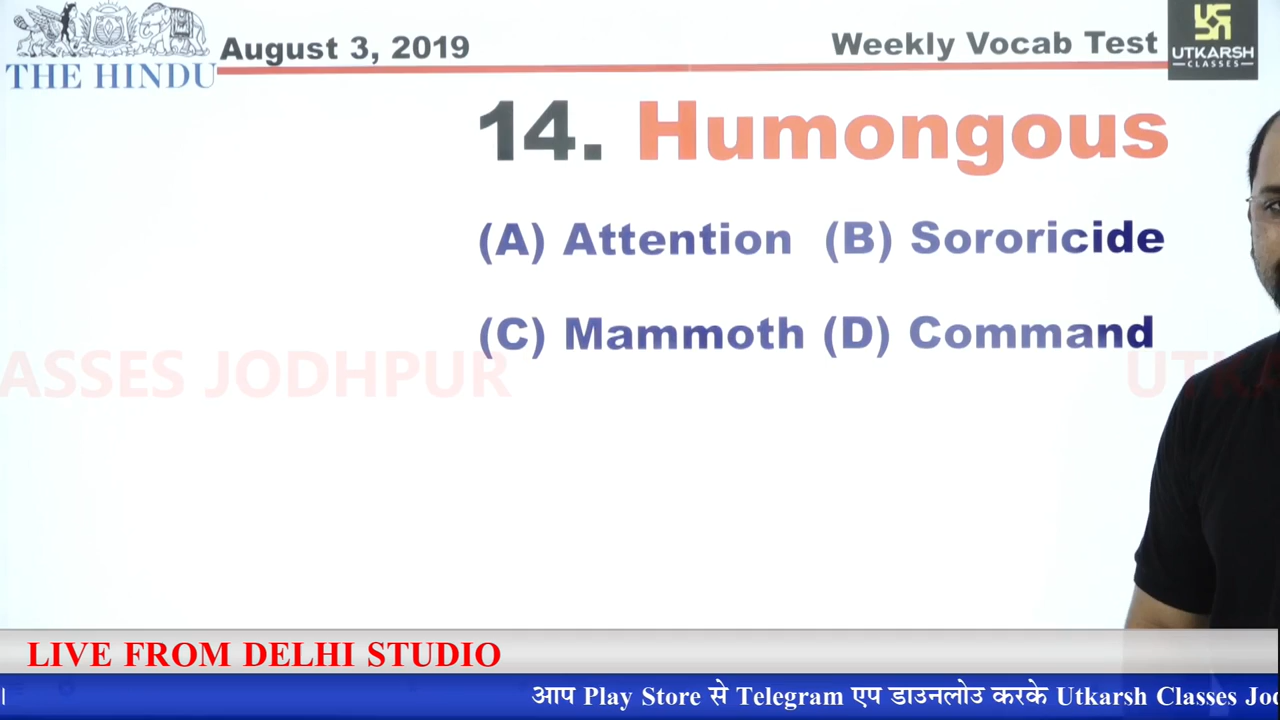 August 3, 2019
Weekly Vocab Test
THE HINDU
UTKARSH
CLASSES
14. Humongous
(A) Attention (B) Sororicide
(C) Mammoth (D) Command
ASSES JODHPUR
UTKA
LIVE FROM DELHI STUDIO
। आप Play Store से Telegram एप डाउनलोड करके Utkarsh Classes Jo